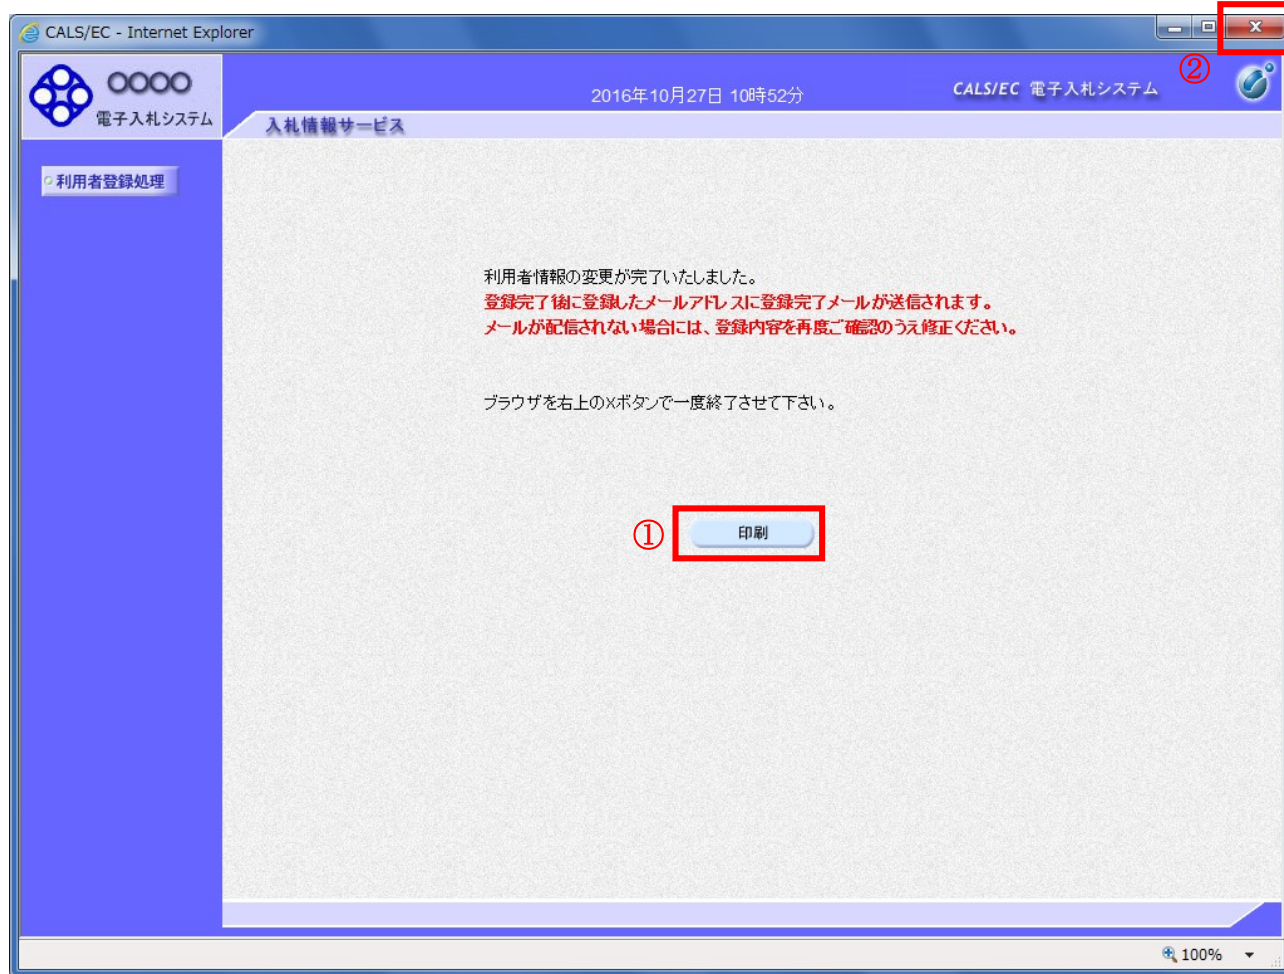 CALS/EC - Internet Explorer
②
〇〇〇〇
電子入札システム
2016年10月27日 10時52分
CALS/EC 電子入札システム
入札情報サービス
利用者登録処理
利用者情報の変更が完了いたしました。
登録完了後に登録したメールアドレスに登録完了メールが送信されます。
メールが配信されない場合には、登録内容を再度ご確認のうえ修正ください。
ブラウザを右上の×ボタンで一度終了させて下さい。
①
印刷
100%